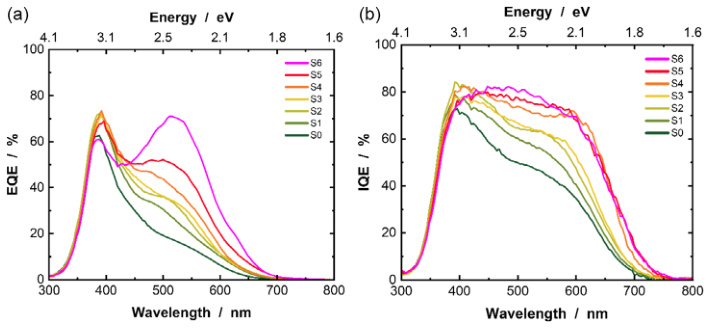 (a)
Energy / eV
4.1 3.1 2.5 2.1 1.8 1.6
100
80
60
40
20
0
EQE / %
S6
S5
S4
S3
S2
S1
S0
300 400 500 600 700 800
Wavelength / nm
(b)
Energy / eV
4.1 3.1 2.5 2.1 1.8 1.6
100
80
60
40
20
0
IQE / %
S6
S5
S4
S3
S2
S1
S0
300 400 500 600 700 800
Wavelength / nm